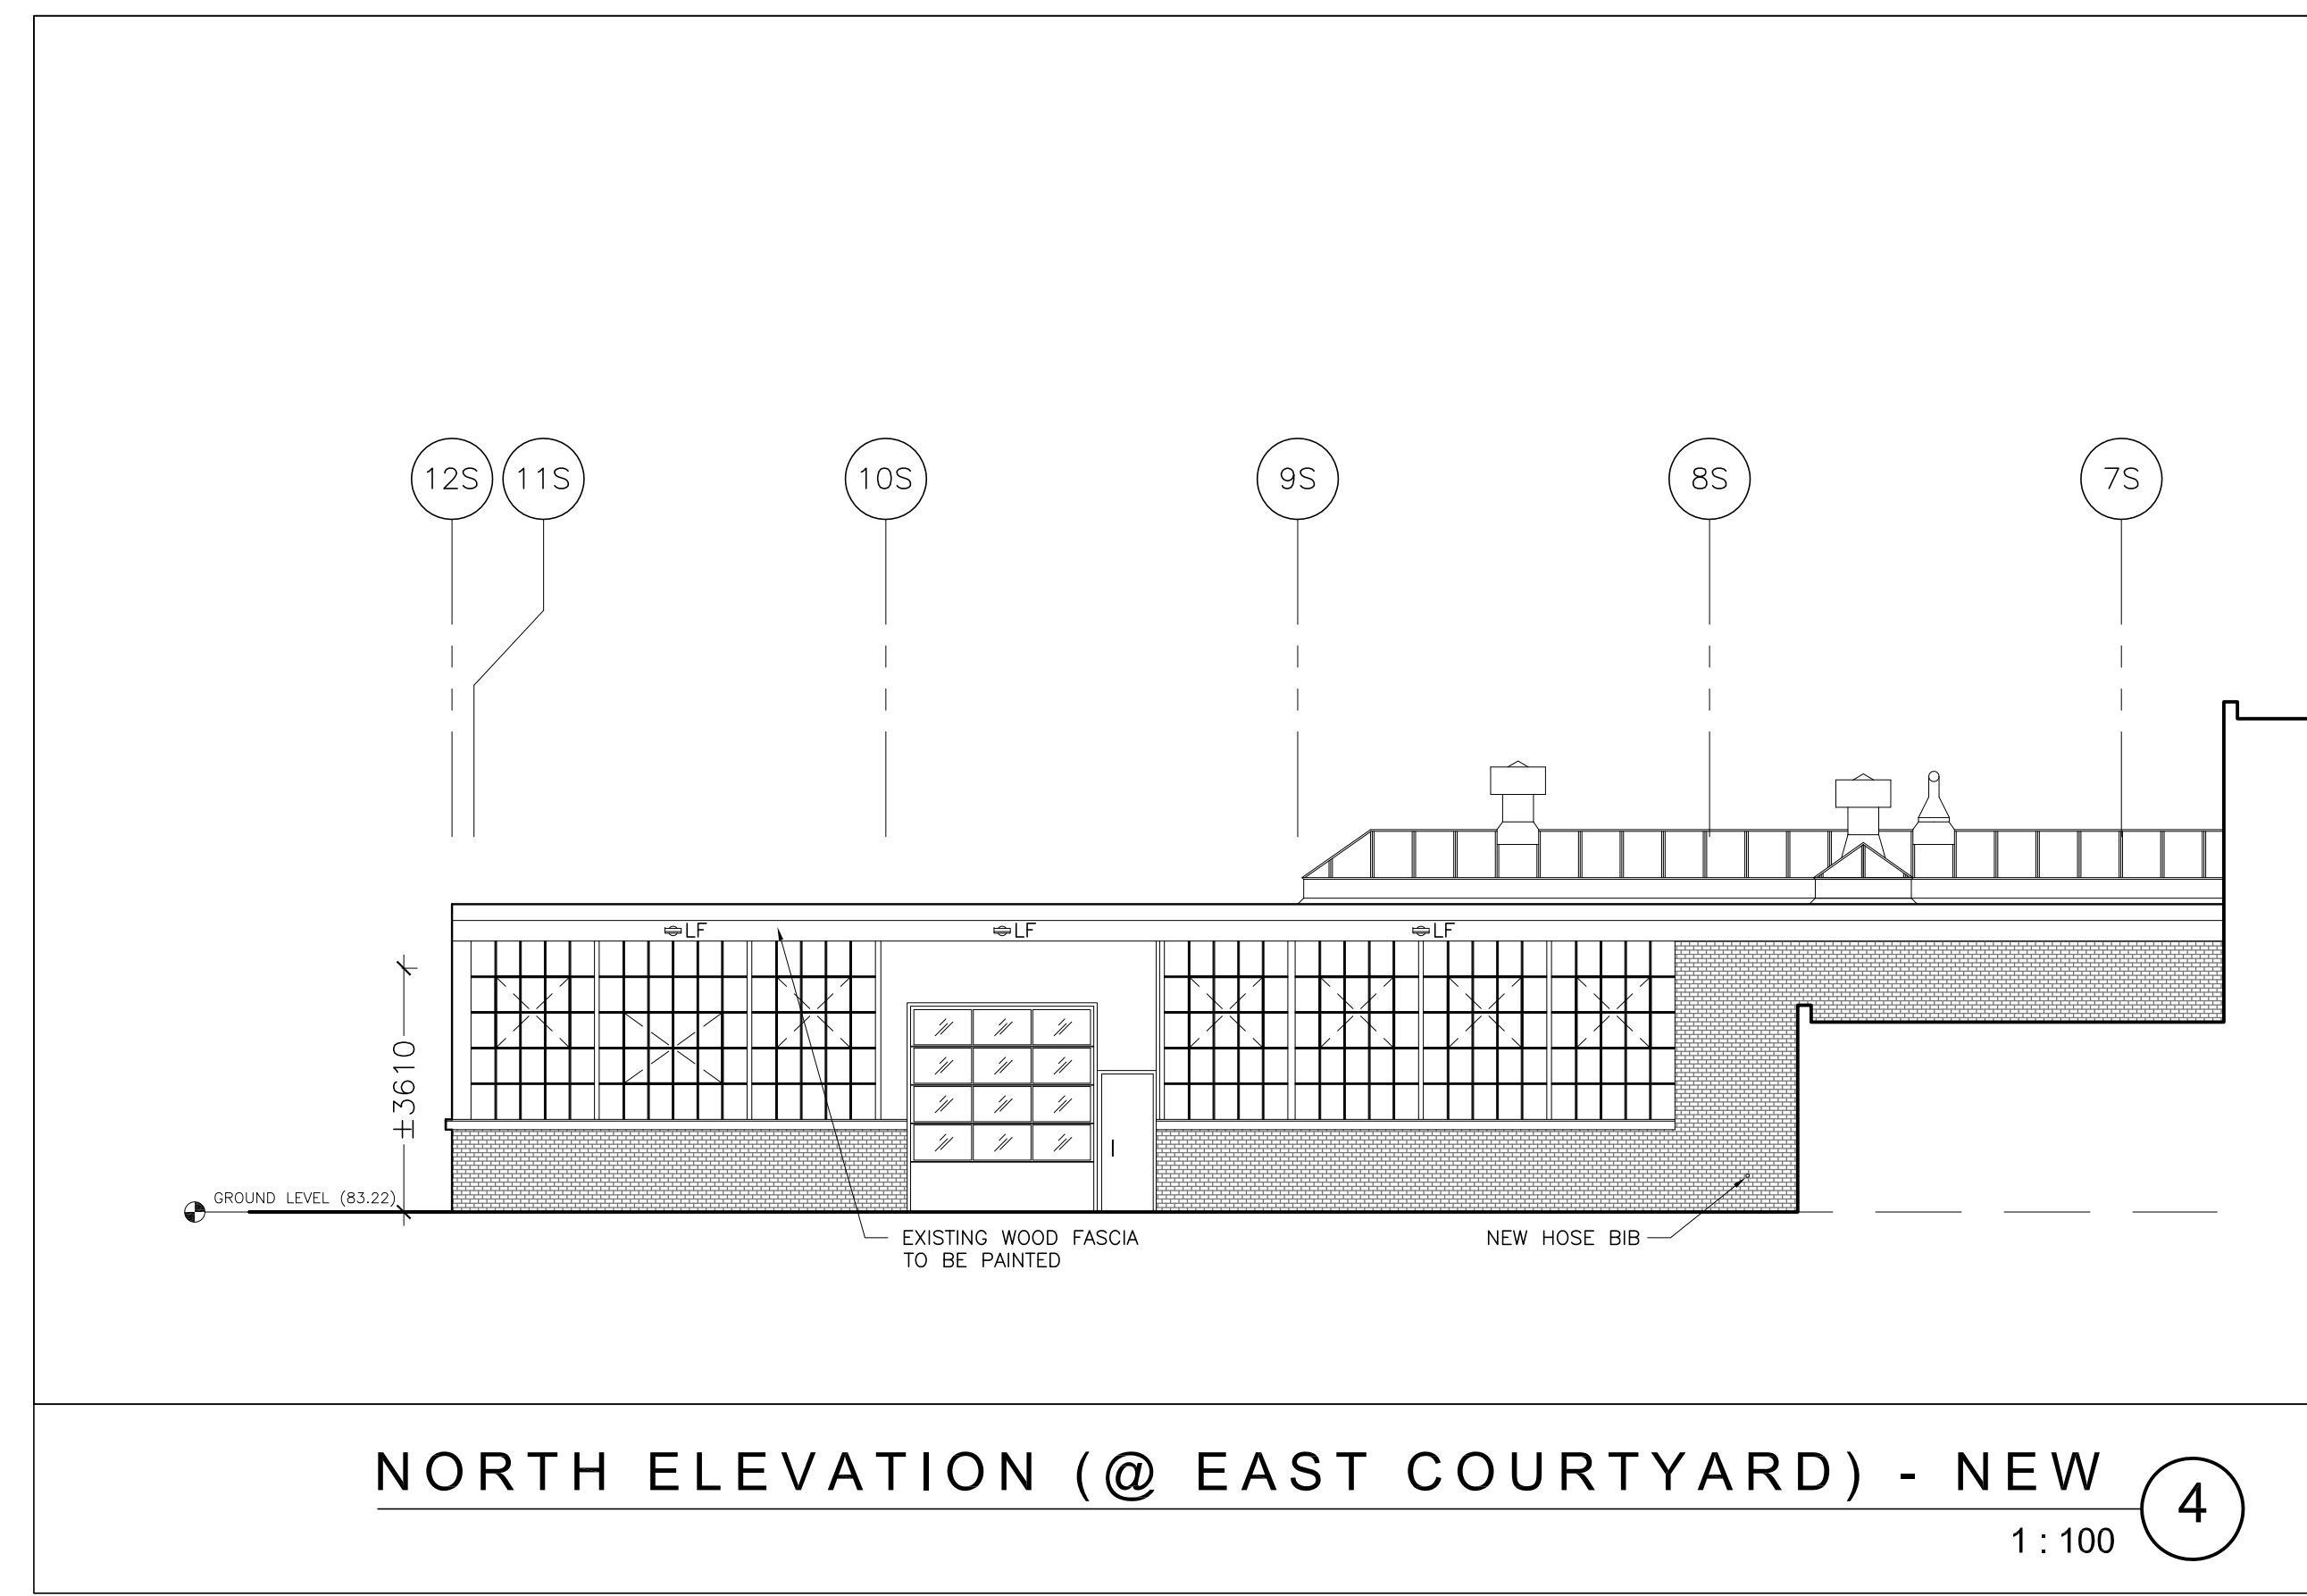 12S 11S 10S 9S 8S 7S
LF LF LF
±3610
GROUND LEVEL (83.22)
EXISTING WOOD FASCIA
TO BE PAINTED
NEW HOSE BIB
NORTH ELEVATION (@ EAST COURTYARD) - NEW
4
1 : 100